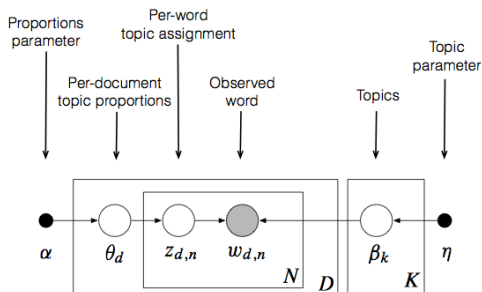 Proportions
parameter
Per-word
topic assignment
Per-document
topic proportions
Observed
word
Topics
Topic
parameter
α
θd
zd,n
wd,n
N
D
βk
K
η